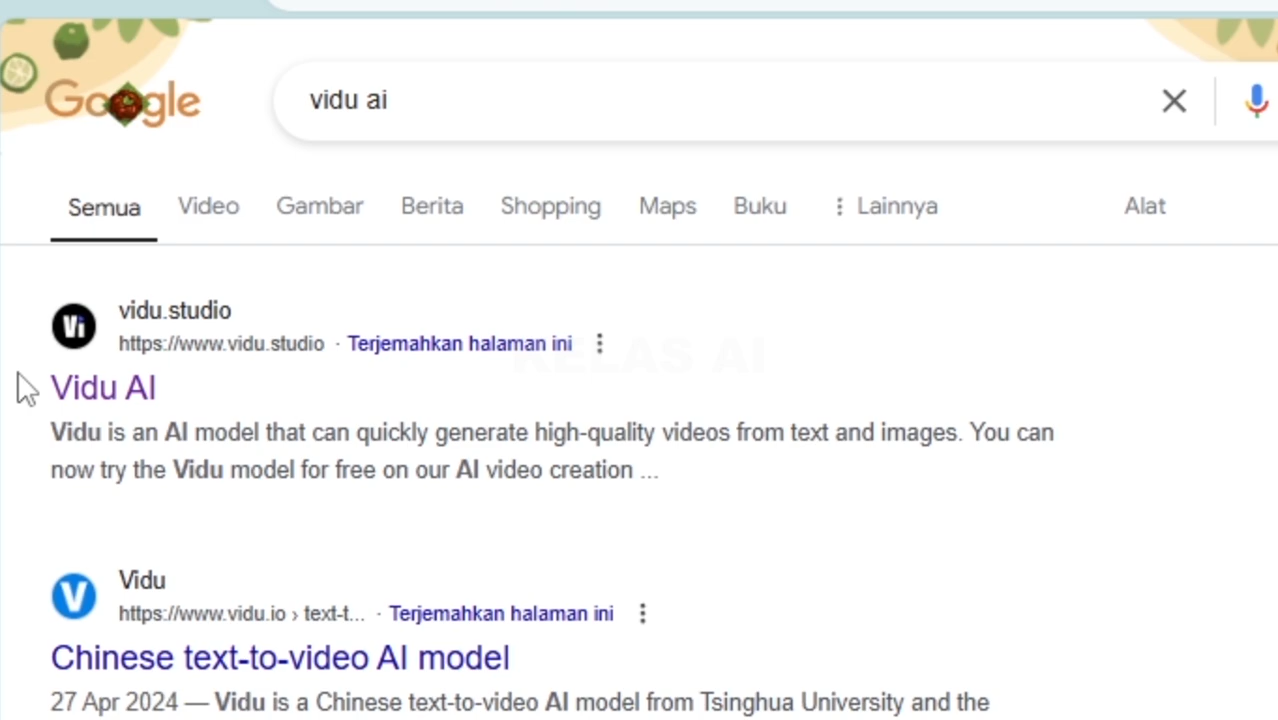 Google
vidu ai
Semua Video Gambar Berita Shopping Maps Buku Lainnya Alat
Vi
vidu.studio
https://www.vidu.studio · Terjemahkan halaman ini
KELAS AI
Vidu AI
Vidu is an AI model that can quickly generate high-quality videos from text and images. You can
now try the Vidu model for free on our AI video creation ...
V
Vidu
https://www.vidu.io › text-t... · Terjemahkan halaman ini
Chinese text-to-video AI model
27 Apr 2024 — Vidu is a Chinese text-to-video AI model from Tsinghua University and the